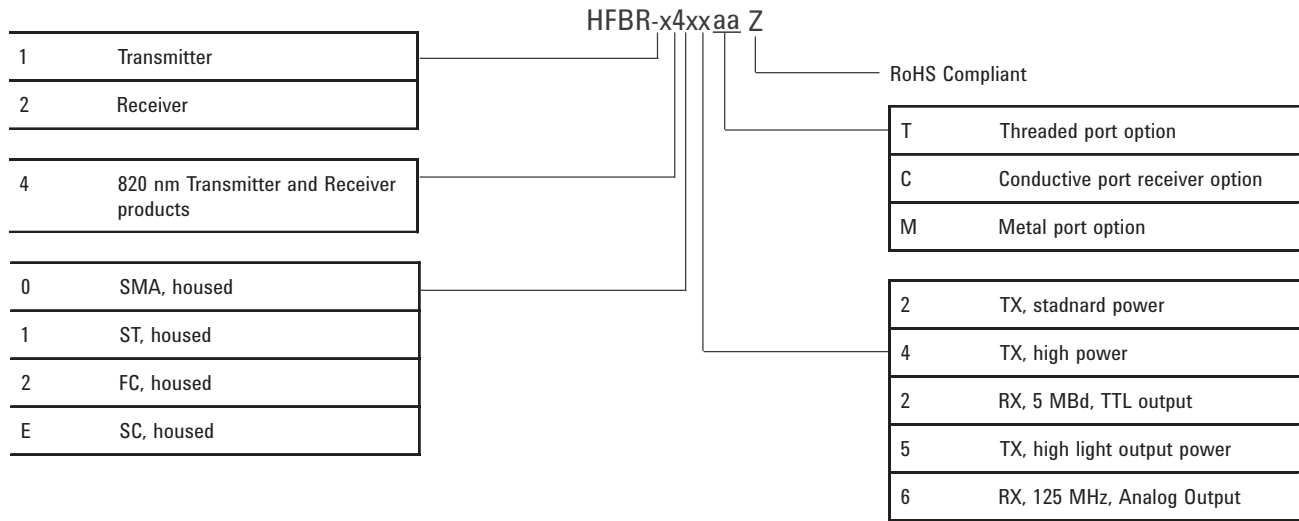 HFBR-x4xxaa Z
1 Transmitter
2 Receiver
4 820 nm Transmitter and Receiver
products
0 SMA, housed
1 ST, housed
2 FC, housed
E SC, housed
RoHS Compliant
T Threaded port option
C Conductive port receiver option
M Metal port option
2 TX, stadnard power
4 TX, high power
2 RX, 5 MBd, TTL output
5 TX, high light output power
6 RX, 125 MHz, Analog Output